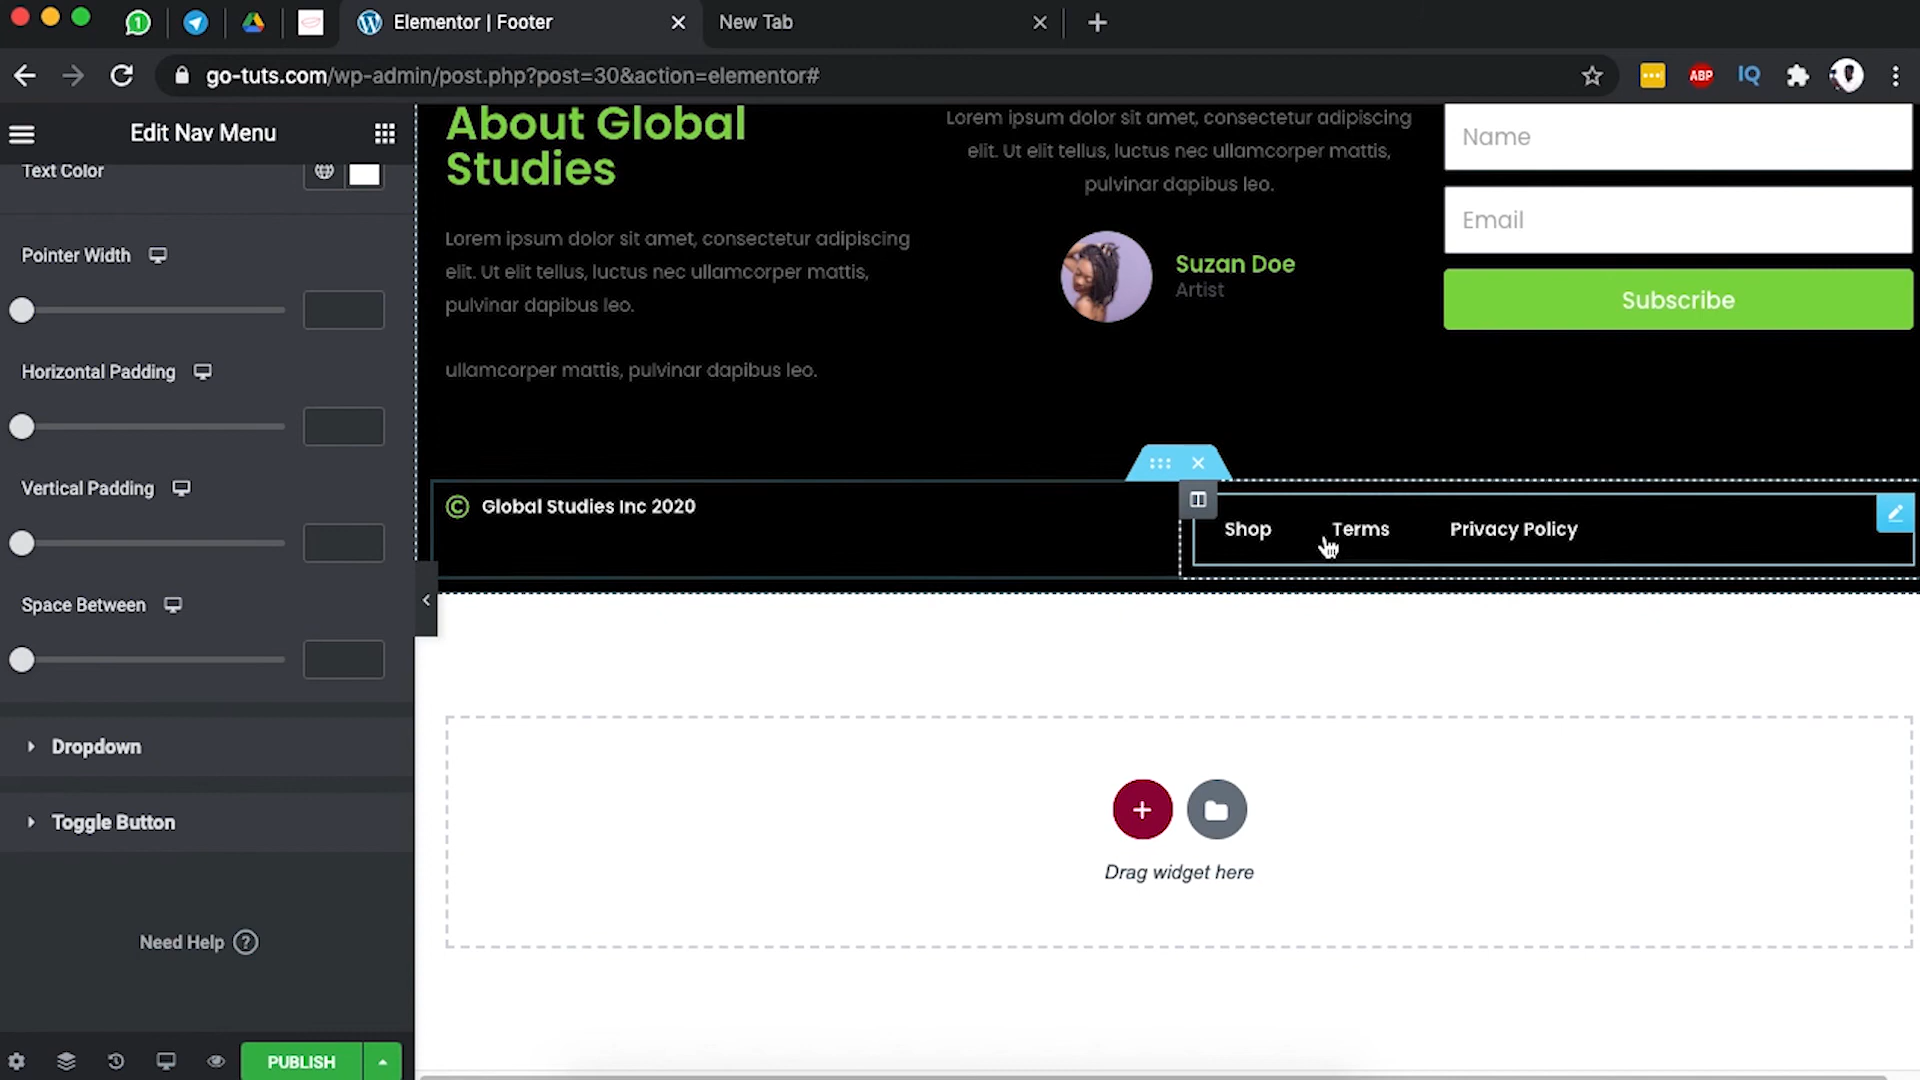 Elementor | Footer
New Tab
go-tuts.com/wp-admin/post.php?post=30&action=elementor#
ABP
IQ
Edit Nav Menu
Text Color
Pointer Width
Horizontal Padding
Vertical Padding
Space Between
Dropdown
Toggle Button
Need Help ?
PUBLISH
About Global
Studies
Lorem ipsum dolor sit amet, consectetur adipiscing
elit. Ut elit tellus, luctus nec ullamcorper mattis,
pulvinar dapibus leo.
ullamcorper mattis, pulvinar dapibus leo.
Lorem ipsum dolor sit amet, consectetur adipiscing
elit. Ut elit tellus, luctus nec ullamcorper mattis,
pulvinar dapibus leo.
Suzan Doe
Artist
Name
Email
Subscribe
© Global Studies Inc 2020
Shop
Terms
Privacy Policy
Drag widget here